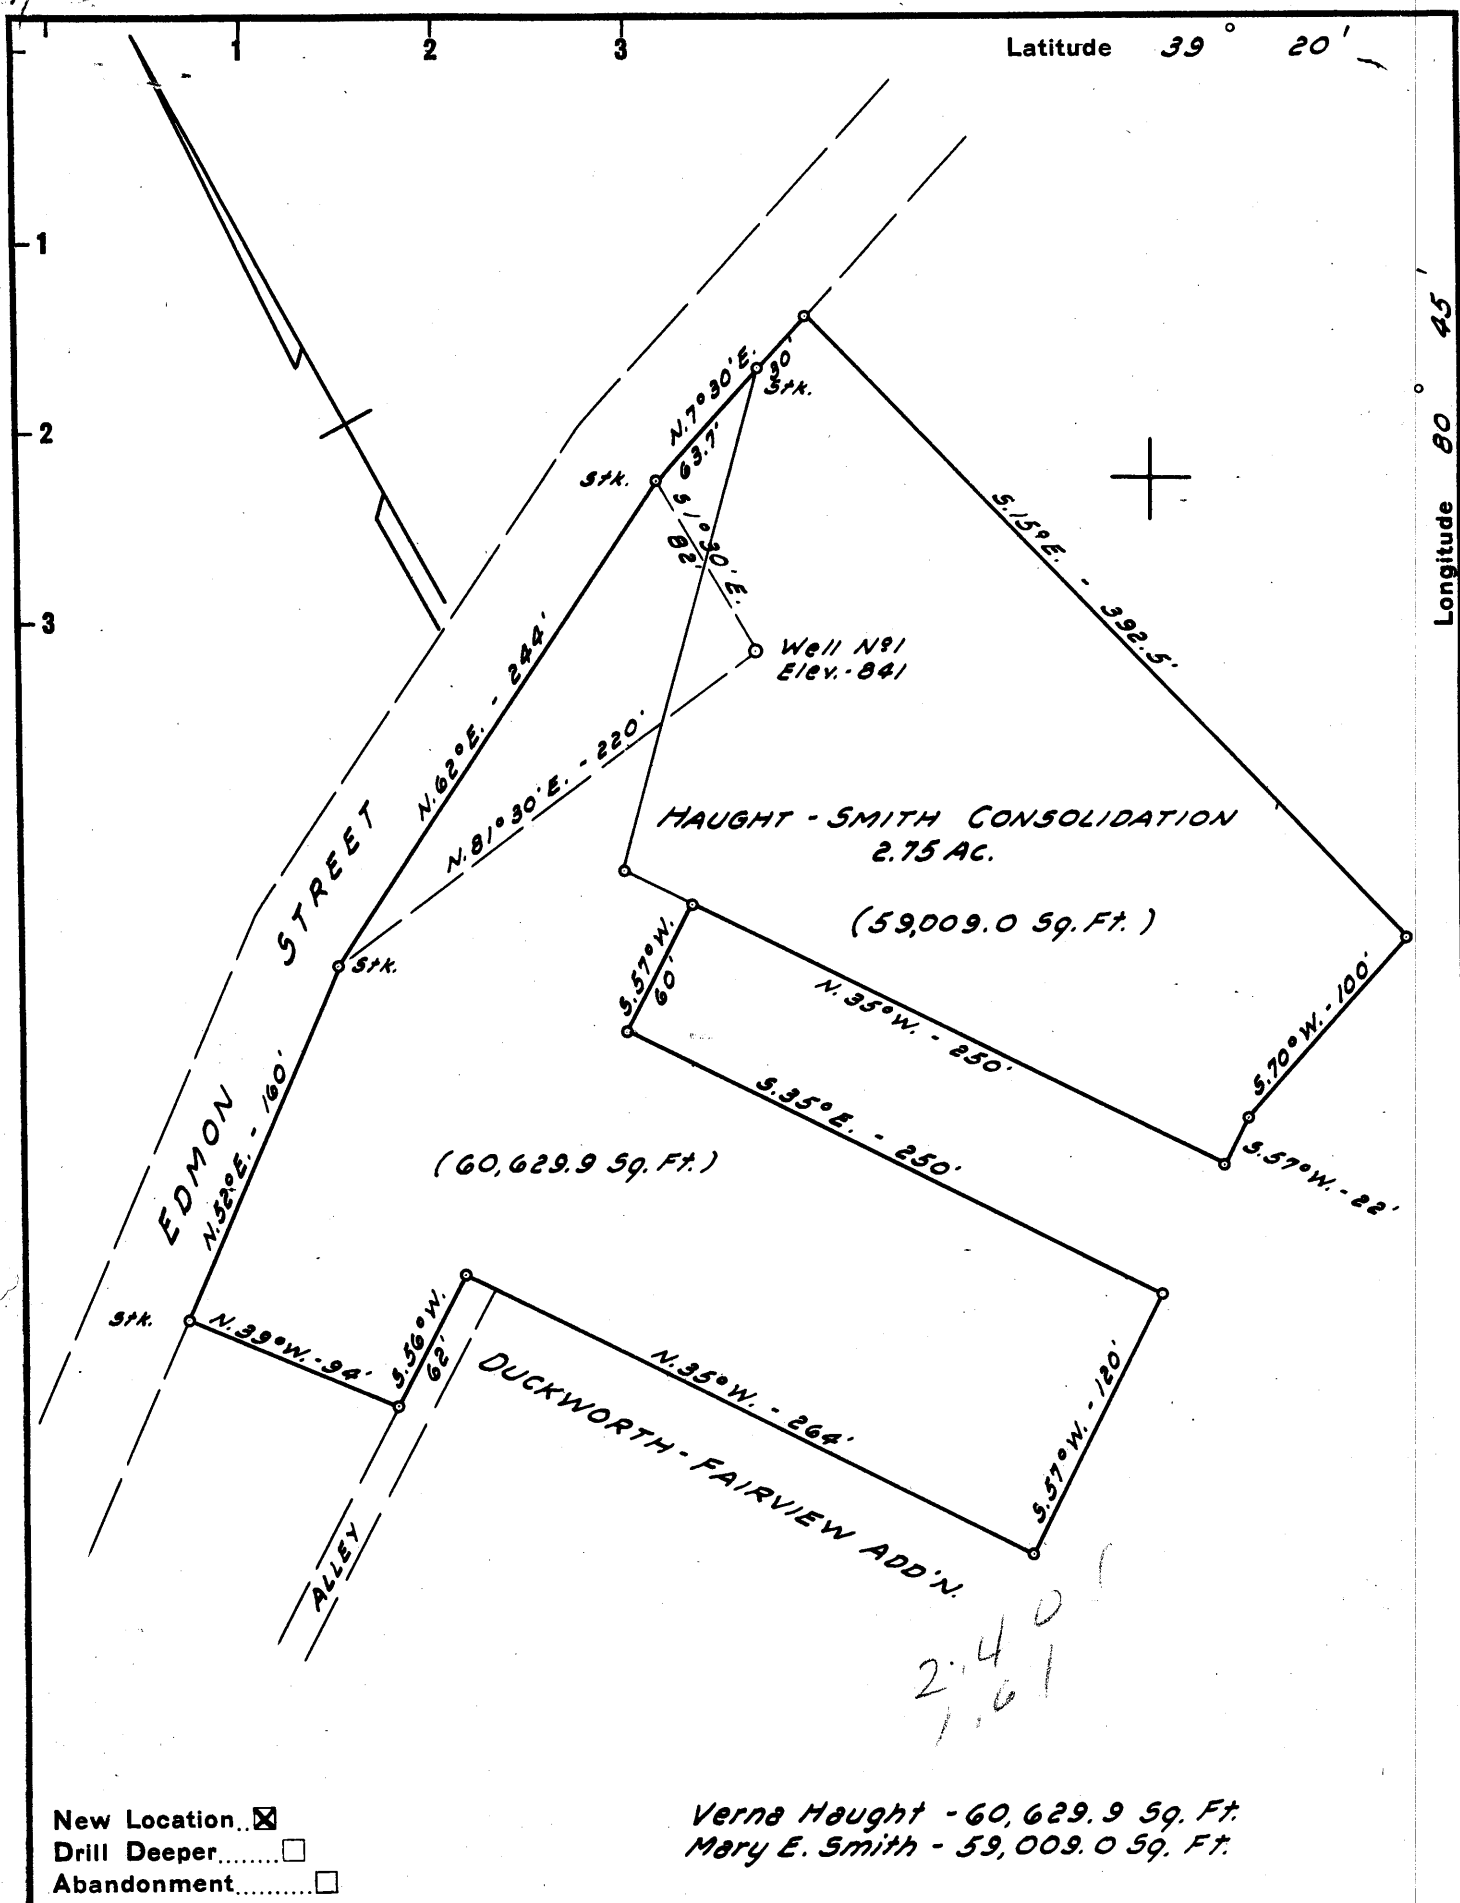 1 2 3 Latitude 39° 20'
1
2
3
Longitude 80° 45'
N.7°30'E.
63.7'
30'
Stk.
Stk.
S1°30'E.
82'
S.15°E. - 392.5'
Well Nº1
Elev.-841
N.62°E. - 244'
N.81°30'E. - 220'
HAUGHT - SMITH CONSOLIDATION
2.75 AC.
(59,009.0 Sq. Ft.)
EDMON STREET
Stk.
S.57°W.
60'
N.35°W. - 250'
S.70°W. - 100'
S.57°W. - 22'
S.35°E. - 250'
N.52°E. - 160'
(60,629.9 Sq. Ft.)
Stk.
N.39°W. - 94'
S.56°W.
62'
N.35°W. - 264'
S.57°W. - 120'
DUCKWORTH - FAIRVIEW ADD'N.
ALLEY
2.40
1.61
New Location..☒
Drill Deeper........☐
Abandonment..........☐
Verna Haught - 60,629.9 Sq. Ft.
Mary E. Smith - 59,009.0 Sq. Ft.